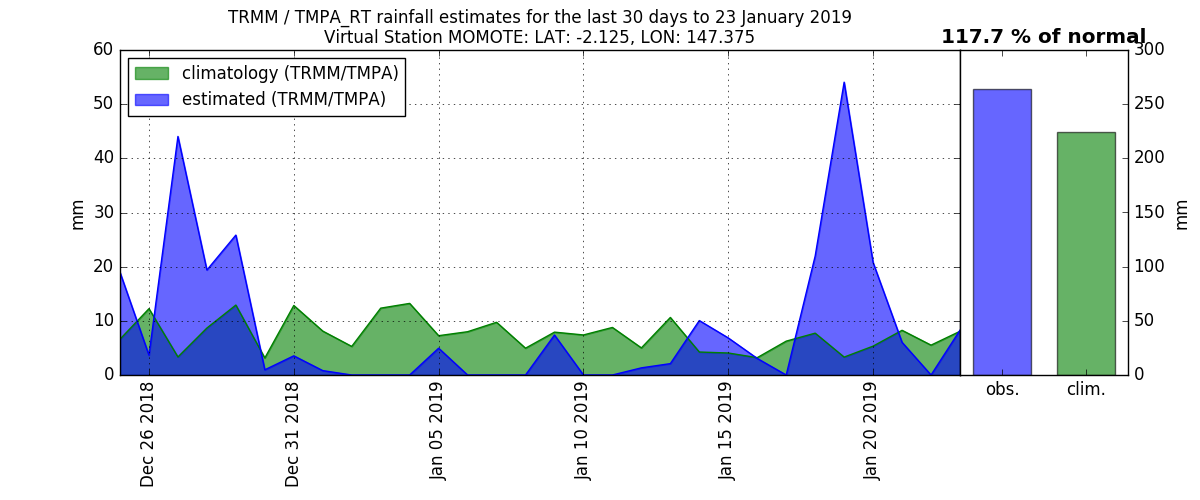 TRMM / TMPA_RT rainfall estimates for the last 30 days to 23 January 2019
Virtual Station MOMOTE: LAT: -2.125, LON: 147.375
117.7 % of normal
climatology (TRMM/TMPA)
estimated (TRMM/TMPA)
60
50
40
30
20
10
0
mm
Dec 26 2018
Dec 31 2018
Jan 05 2019
Jan 10 2019
Jan 15 2019
Jan 20 2019
300
250
200
150
100
50
0
mm
obs.
clim.